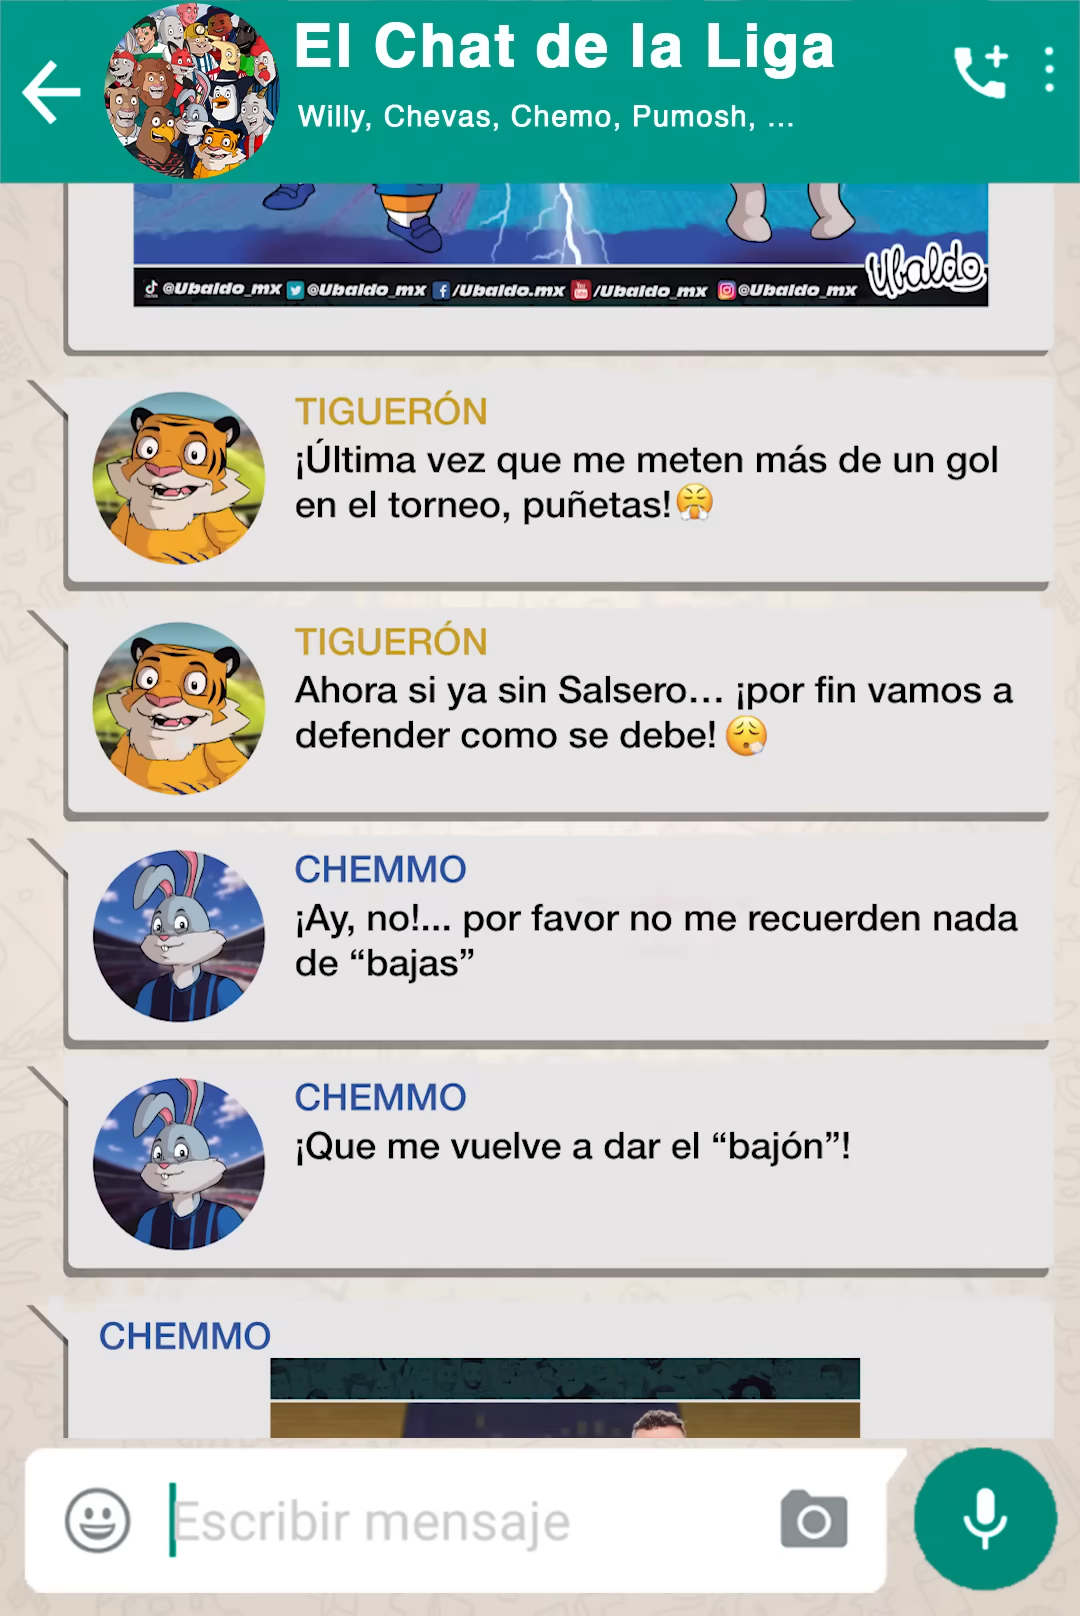 El Chat de la Liga
Willy, Chevas, Chemo, Pumosh, ...
@Ubaldo_mx @Ubaldo_mx /Ubaldo.mx /Ubaldo_mx @Ubaldo_mx Ubaldo
TIGUERÓN
¡Última vez que me meten más de un gol
en el torneo, puñetas!😤
TIGUERÓN
Ahora si ya sin Salsero... ¡por fin vamos a
defender como se debe!😮‍💨
CHEMMO
¡Ay, no!... por favor no me recuerden nada
de “bajas”
CHEMMO
¡Que me vuelve a dar el “bajón”!
CHEMMO
Escribir mensaje